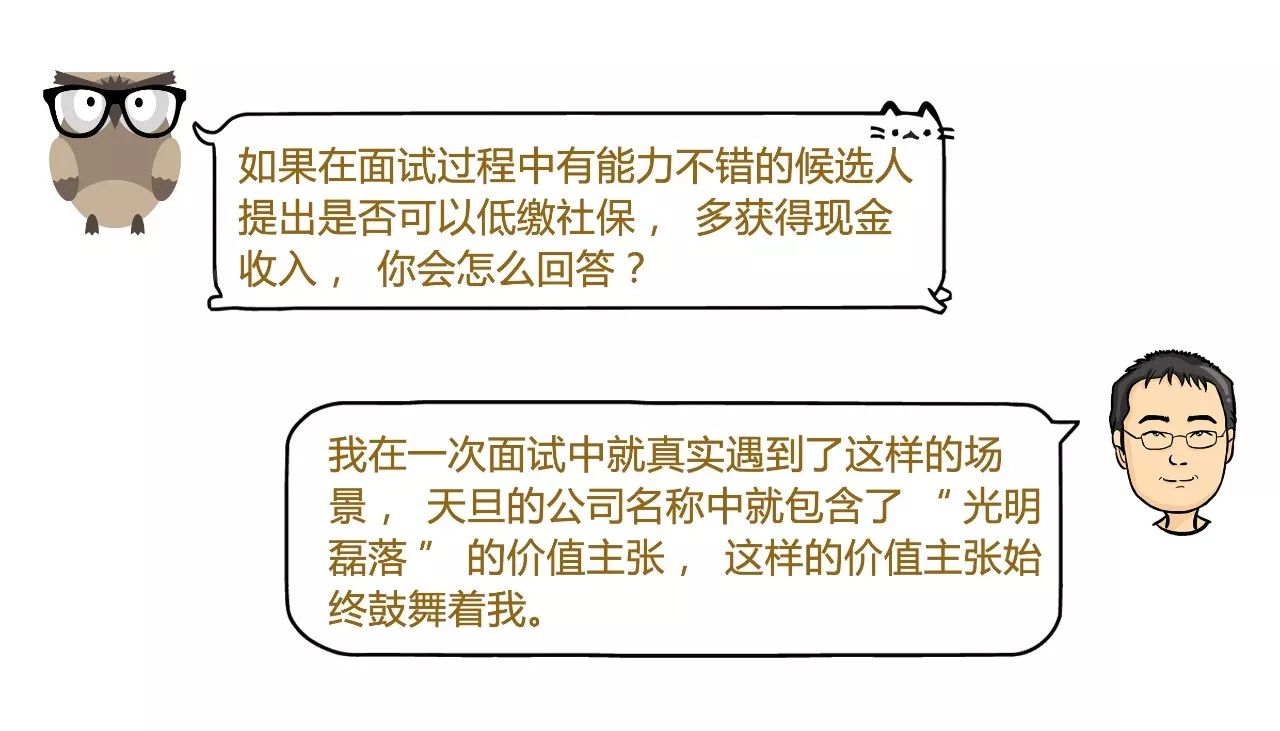 如果在面试过程中有能力不错的候选人
提出是否可以低缴社保， 多获得现金
收入， 你会怎么回答？
我在一次面试中就真实遇到了这样的场
景， 天旦的公司名称中就包含了 “光明
磊落” 的价值主张， 这样的价值主张始
终鼓舞着我。